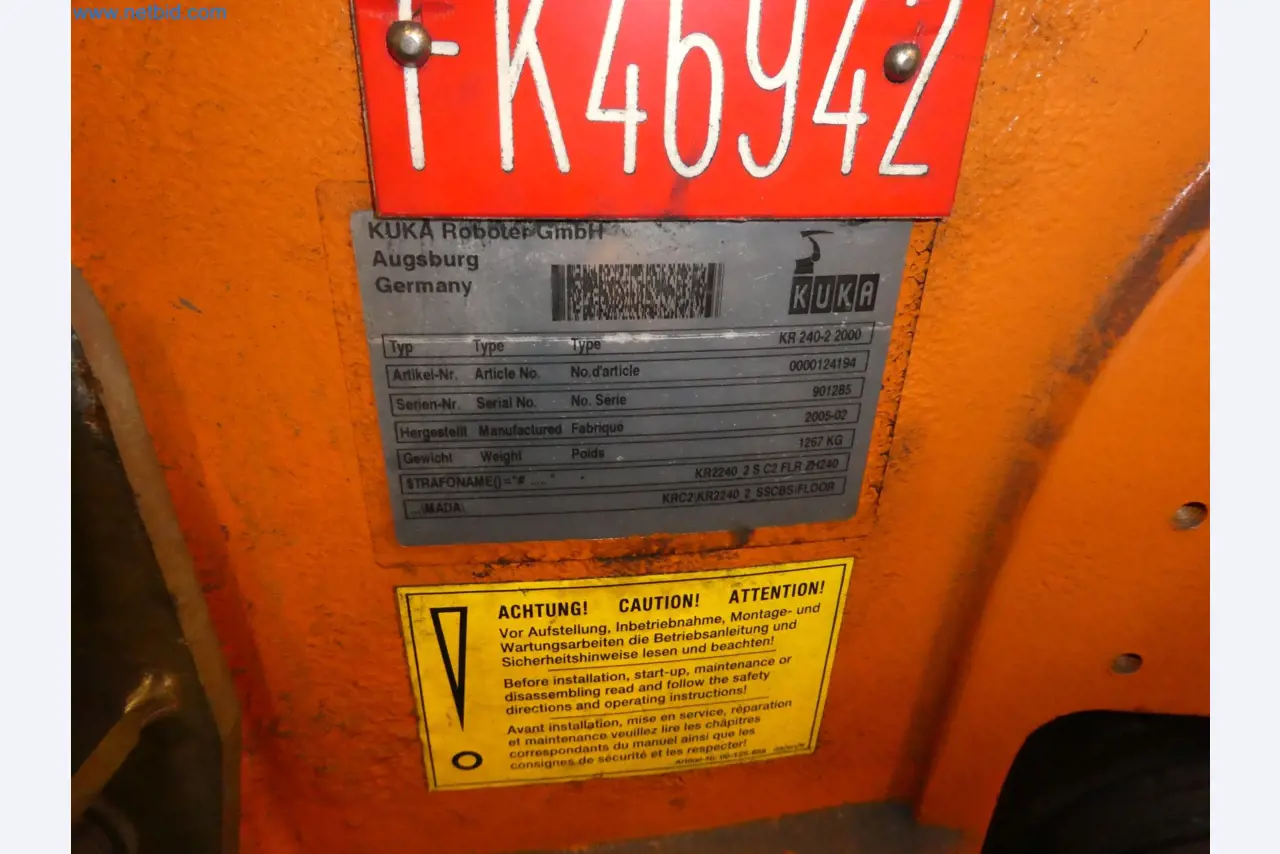 www.netbid.com
FK46942
KUKA Roboter GmbH
Augsburg
Germany
KUKA
Typ Type Type KR 240-2 2000
Artikel-Nr. Article No. No.d'article 0000124194
Serien-Nr. Serial No. No. Série 901285
Hergestellt Manufactured Fabriqué 2005-02
Gewicht Weight Poids 1267 KG
$TRAFONAME()="# ....." KR2240_2 S C2 FLR ZH240
...\MADA\ KRC2\KR2240_2_SSCBS\FLOOR
ACHTUNG! CAUTION! ATTENTION!
Vor Aufstellung, Inbetriebnahme, Montage- und
Wartungsarbeiten die Betriebsanleitung und
Sicherheitshinweise lesen und beachten!
Before installation, start-up, maintenance or
disassembling read and follow the safety
directions and operating instructions!
Avant installation, mise en service, réparation
et maintenance veuillez lire les châpitres
correspondants du manuel ainsi que les
consignes de sécurité et les respecter!
Artikel-Nr.